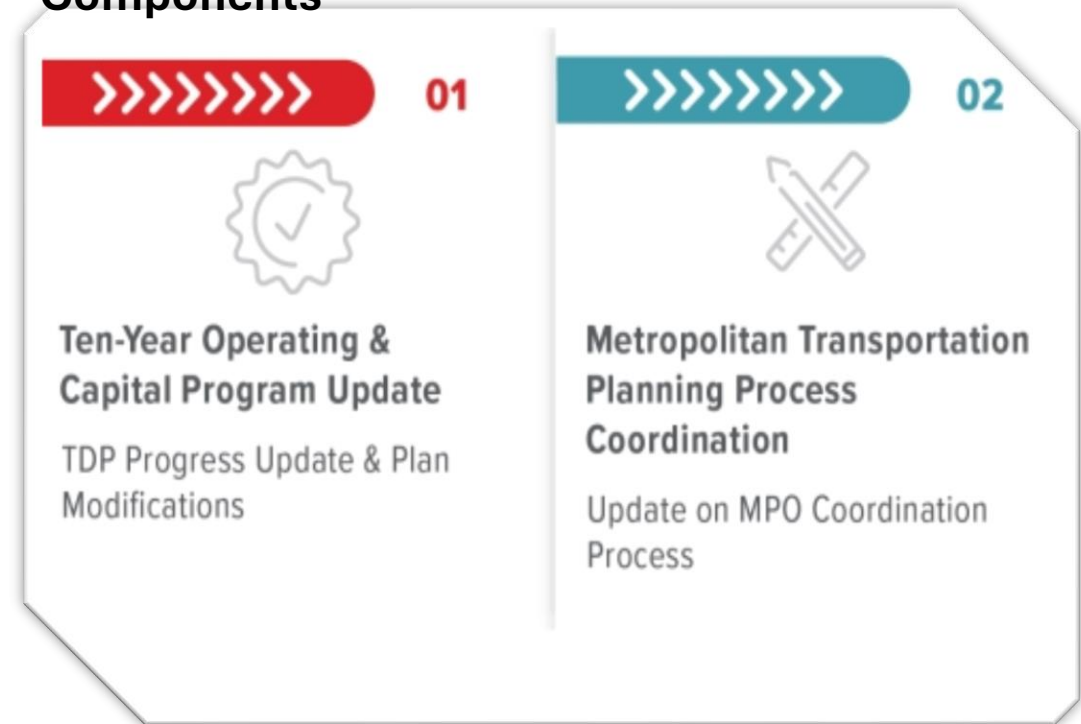 Components
01
Ten-Year Operating &
Capital Program Update
TDP Progress Update & Plan
Modifications
02
Metropolitan Transportation
Planning Process
Coordination
Update on MPO Coordination
Process